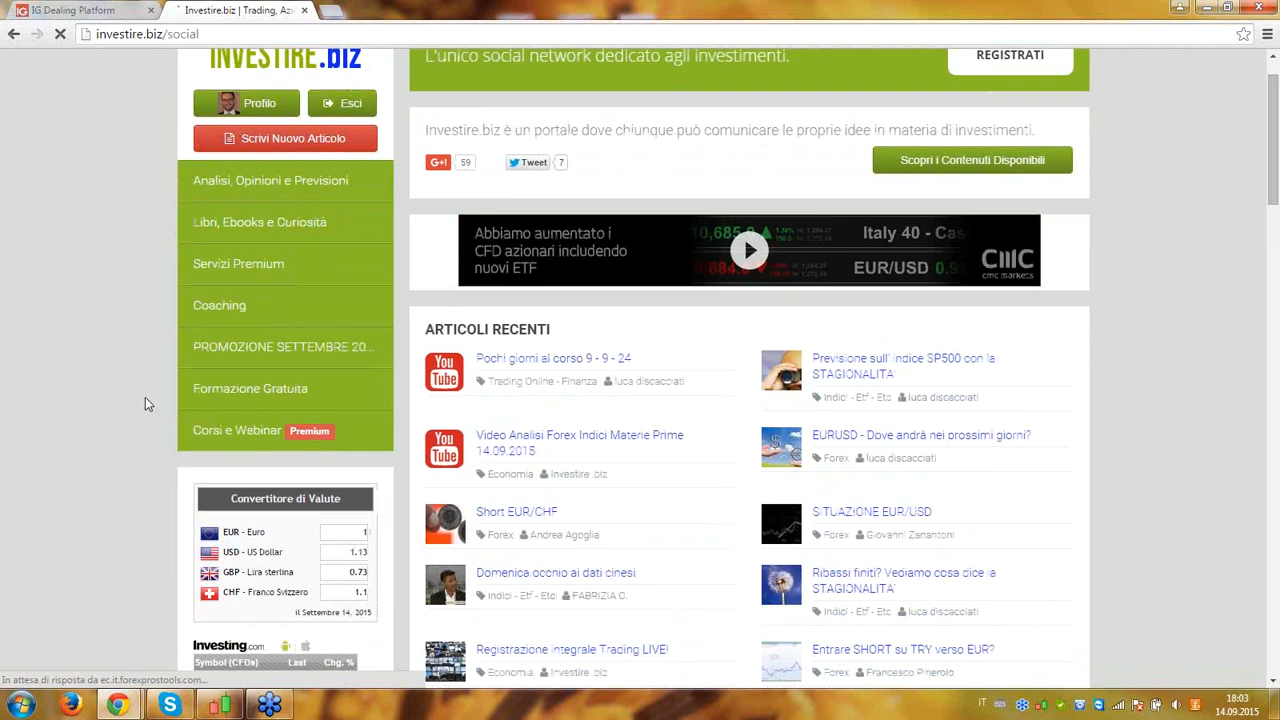 IG Dealing Platform
Investire.biz | Trading, Az
investire.biz/social
INVESTIRE.BIZ
Profilo
Esci
Scrivi Nuovo Articolo
Analisi, Opinioni e Previsioni
Libri, Ebooks e Curiosità
Servizi Premium
Coaching
PROMOZIONE SETTEMBRE 20...
Formazione Gratuita
Corsi e Webinar Premium
Convertitore di Valute
EUR - Euro 1
USD - US Dollar 1.13
GBP - Lira sterlina 0.73
CHF - Franco Svizzero 1.1
il Settembre 14, 2015
Investing.com
Symbol (CFDs) Last Chg. %
L'unico social network dedicato agli investimenti.
REGISTRATI
Investire.biz è un portale dove chiunque può comunicare le proprie idee in materia di investimenti.
G+1 59 Tweet 7
Scopri i Contenuti Disponibili
Abbiamo aumentato i
CFD azionari includendo
nuovi ETF
Italy 40 - Cas
EUR/USD 0,9
cmc markets
ARTICOLI RECENTI
You Tube
Pochi giorni al corso 9 - 9 - 24
Trading Online - Finanza luca discacciati
Previsione sull' indice SP500 con la
STAGIONALITA'
Indici - Etf - Etc luca discacciati
You Tube
Video Analisi Forex Indici Materie Prime
14.09.2015
Economia Investire .biz
EURUSD - Dove andrà nei prossimi giorni?
Forex luca discacciati
Short EUR/CHF
Forex Andrea Agoglia
SITUAZIONE EUR/USD
Forex Giovanni Zanantoni
Domenica occhio ai dati cinesi
Indici - Etf - Etc FABRIZIA C.
Ribassi finiti? Vediamo cosa dice la
STAGIONALITA'
Indici - Etf - Etc luca discacciati
Registrazione integrale Trading LIVE!
Economia Investire .biz
Entrare SHORT su TRY verso EUR?
Forex Francesco Pinerolo
IT
18:03
14.09.2015